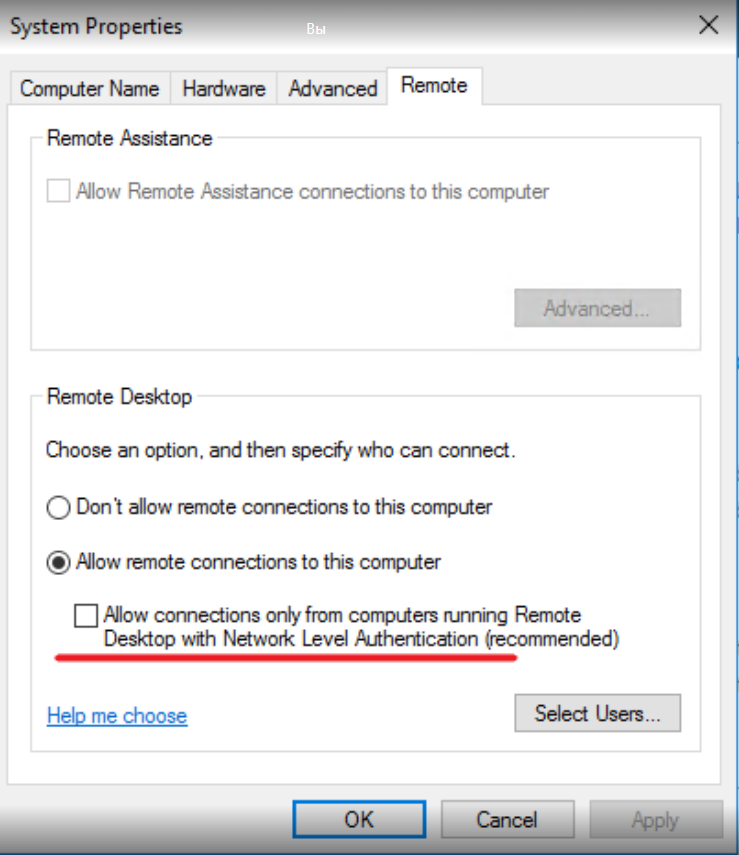 System Properties
Вы
Computer Name Hardware Advanced Remote
Remote Assistance
Allow Remote Assistance connections to this computer
Advanced...
Remote Desktop
Choose an option, and then specify who can connect.
Don't allow remote connections to this computer
Allow remote connections to this computer
Allow connections only from computers running Remote
Desktop with Network Level Authentication (recommended)
Help me choose
Select Users...
OK Cancel Apply